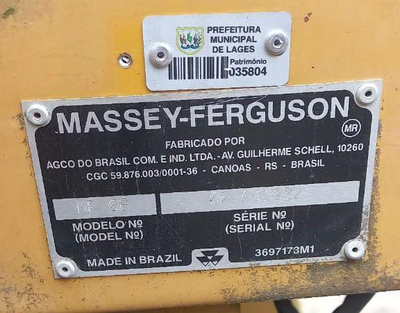 PREFEITURA
MUNICIPAL
DE LAGES
Patrimônio
035804
MASSEY-FERGUSON
MR
FABRICADO POR
AGCO DO BRASIL COM. E IND. LTDA.-AV. GUILHERME SCHELL, 10260
CGC 59.876.003/0001-36 - CANOAS - RS - BRASIL
MODELO Nº SÉRIE Nº
(MODEL Nº) (SERIAL Nº)
MADE IN BRAZIL 3697173M1